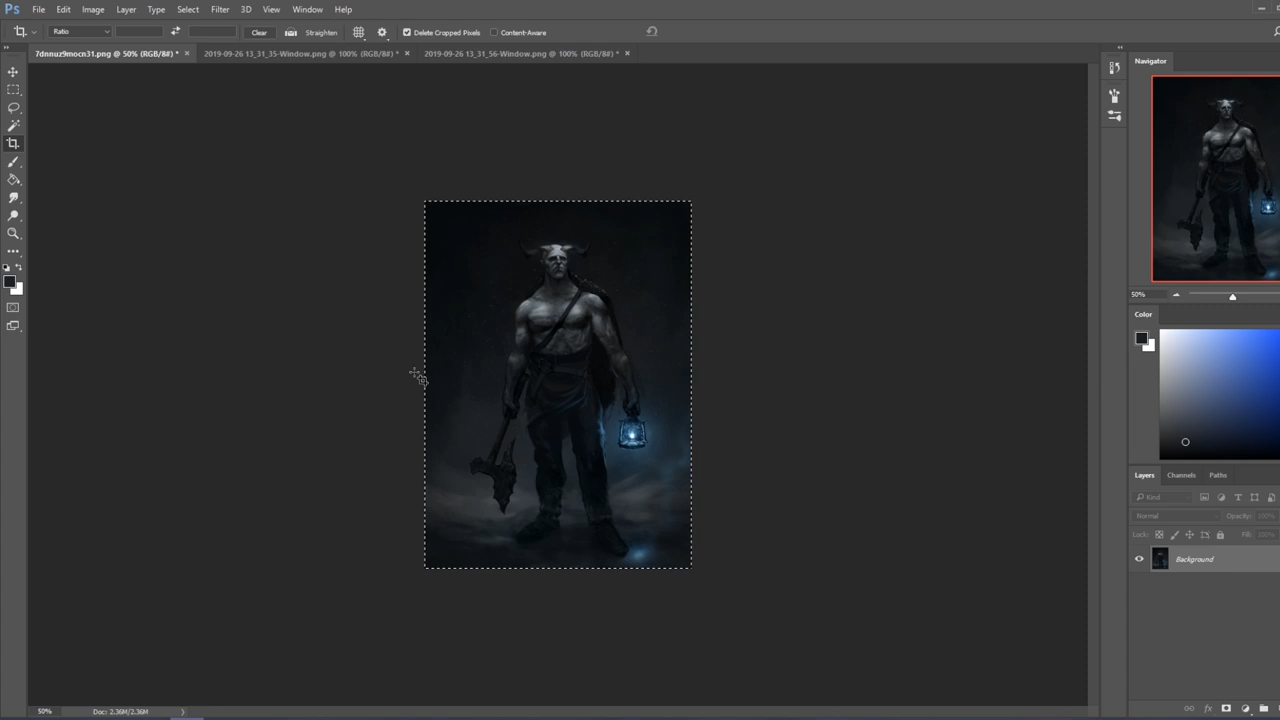 Ps File Edit Image Layer Type Select Filter 3D View Window Help
Ratio Clear Straighten Delete Cropped Pixels Content-Aware
7dnnuz9mocn31.png @ 50% (RGB/8#) * × 2019-09-26 13_31_35-Window.png @ 100% (RGB/8#) * × 2019-09-26 13_31_56-Window.png @ 100% (RGB/8#) * ×
Navigator
50%
Color
Layers Channels Paths
Kind
Normal Opacity: 100%
Lock: Fill: 100%
Background
fx
50% Doc: 2.36M/2.36M